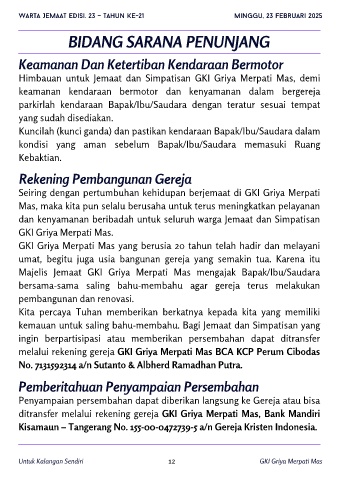 WARTA JEMAAT EDISI. 23 – TAHUN KE-21 MINGGU, 23 FEBRUARI 2025
BIDANG SARANA PENUNJANG
Keamanan Dan Ketertiban Kendaraan Bermotor
Himbauan untuk Jemaat dan Simpatisan GKI Griya Merpati Mas, demi
keamanan kendaraan bermotor dan kenyamanan dalam bergereja
parkirlah kendaraan Bapak/Ibu/Saudara dengan teratur sesuai tempat
yang sudah disediakan.
Kuncilah (kunci ganda) dan pastikan kendaraan Bapak/Ibu/Saudara dalam
kondisi yang aman sebelum Bapak/Ibu/Saudara memasuki Ruang
Kebaktian.
Rekening Pembangunan Gereja
Seiring dengan pertumbuhan kehidupan berjemaat di GKI Griya Merpati
Mas, maka kita pun selalu berusaha untuk terus meningkatkan pelayanan
dan kenyamanan beribadah untuk seluruh warga Jemaat dan Simpatisan
GKI Griya Merpati Mas.
GKI Griya Merpati Mas yang berusia 20 tahun telah hadir dan melayani
umat, begitu juga usia bangunan gereja yang semakin tua. Karena itu
Majelis Jemaat GKI Griya Merpati Mas mengajak Bapak/Ibu/Saudara
bersama-sama saling bahu-membahu agar gereja terus melakukan
pembangunan dan renovasi.
Kita percaya Tuhan memberikan berkatnya kepada kita yang memiliki
kemauan untuk saling bahu-membahu. Bagi Jemaat dan Simpatisan yang
ingin berpartisipasi atau memberikan persembahan dapat ditransfer
melalui rekening gereja GKI Griya Merpati Mas BCA KCP Perum Cibodas
No. 7131592314 a/n Sutanto & Albherd Ramadhan Putra.
Pemberitahuan Penyampaian Persembahan
Penyampaian persembahan dapat diberikan langsung ke Gereja atau bisa
ditransfer melalui rekening gereja GKI Griya Merpati Mas, Bank Mandiri
Kisamaun – Tangerang No. 155-00-0472739-5 a/n Gereja Kristen Indonesia.
Untuk Kalangan Sendiri 12 GKI Griya Merpati Mas